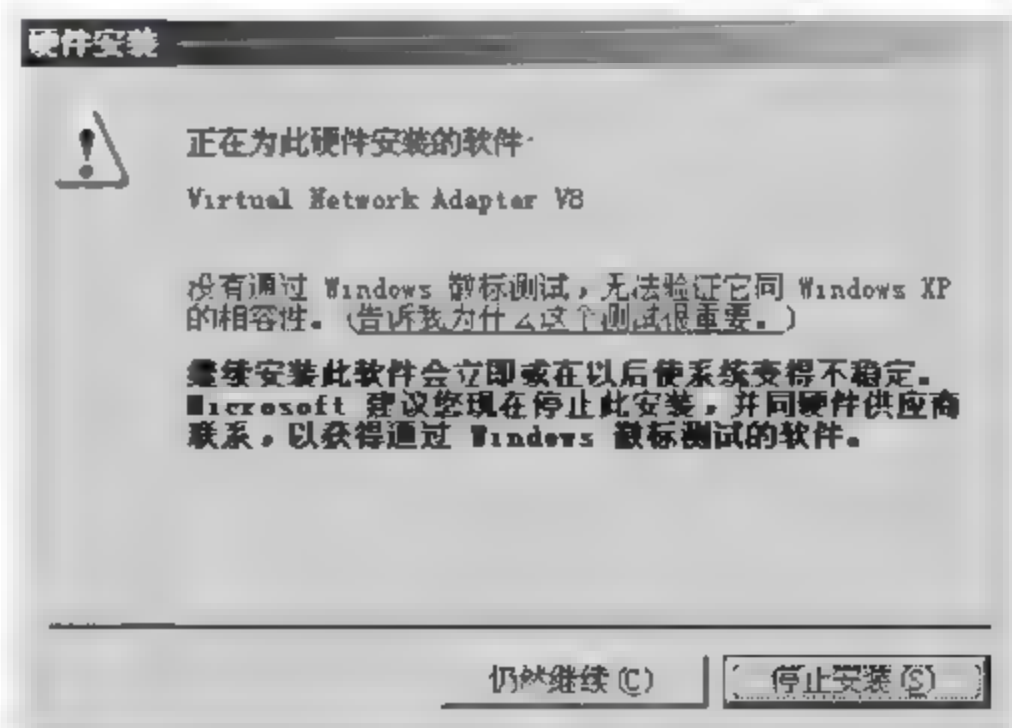 硬件安装
正在为此硬件安装的软件
Virtual Network Adapter V8
没有通过 Windows 徽标测试，无法验证它同 Windows XP
的相容性。（告诉我为什么这个测试很重要。）
继续安装此软件会立即或在以后使系统变得不稳定。
Microsoft 建议您现在停止此安装，并同硬件供应商
联系，以获得通过 Windows 徽标测试的软件。
仍然继续(C)
停止安装(S)